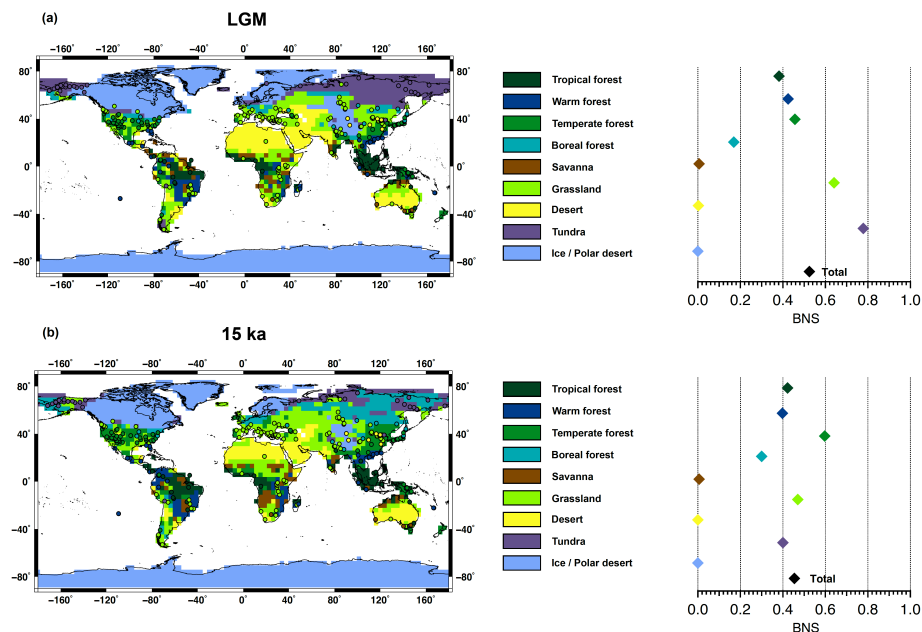 (a) LGM
−160° −120° −80° −40° 0° 40° 80° 120° 160°
80° 80°
40° 40°
0° 0°
−40° −40°
−80° −80°
−160° −120° −80° −40° 0° 40° 80° 120° 160°
Tropical forest
Warm forest
Temperate forest
Boreal forest
Savanna
Grassland
Desert
Tundra
Ice / Polar desert
Total
0.0 0.2 0.4 0.6 0.8 1.0
BNS
(b) 15 ka
−160° −120° −80° −40° 0° 40° 80° 120° 160°
80° 80°
40° 40°
0° 0°
−40° −40°
−80° −80°
−160° −120° −80° −40° 0° 40° 80° 120° 160°
Tropical forest
Warm forest
Temperate forest
Boreal forest
Savanna
Grassland
Desert
Tundra
Ice / Polar desert
Total
0.0 0.2 0.4 0.6 0.8 1.0
BNS